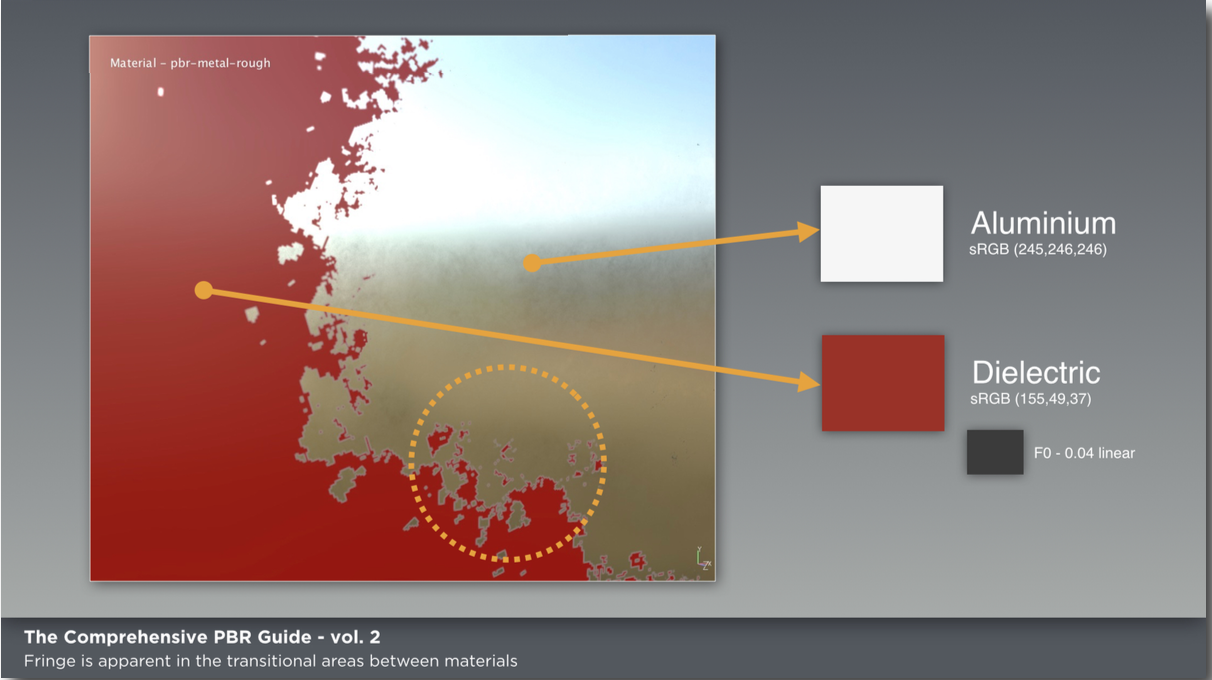 Material - pbr-metal-rough
Aluminium
sRGB (245,246,246)
Dielectric
sRGB (155,49,37)
F0 - 0.04 linear
Y
Z
X
The Comprehensive PBR Guide - vol. 2
Fringe is apparent in the transitional areas between materials